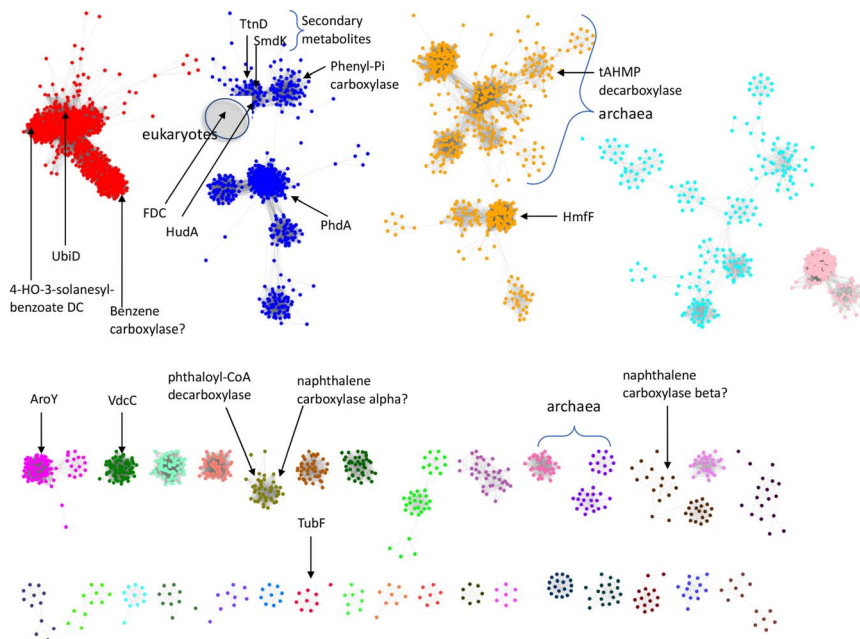 TtnD
SmdK
Secondary
metabolites
Phenyl-Pi
carboxylase
tAHMP
decarboxylase
archaea
eukaryotes
FDC
HudA
PhdA
HmfF
UbiD
4-HO-3-solanesyl-
benzoate DC
Benzene
carboxylase?
AroY
VdcC
phthaloyl-CoA
decarboxylase
naphthalene
carboxylase alpha?
archaea
naphthalene
carboxylase beta?
TubF